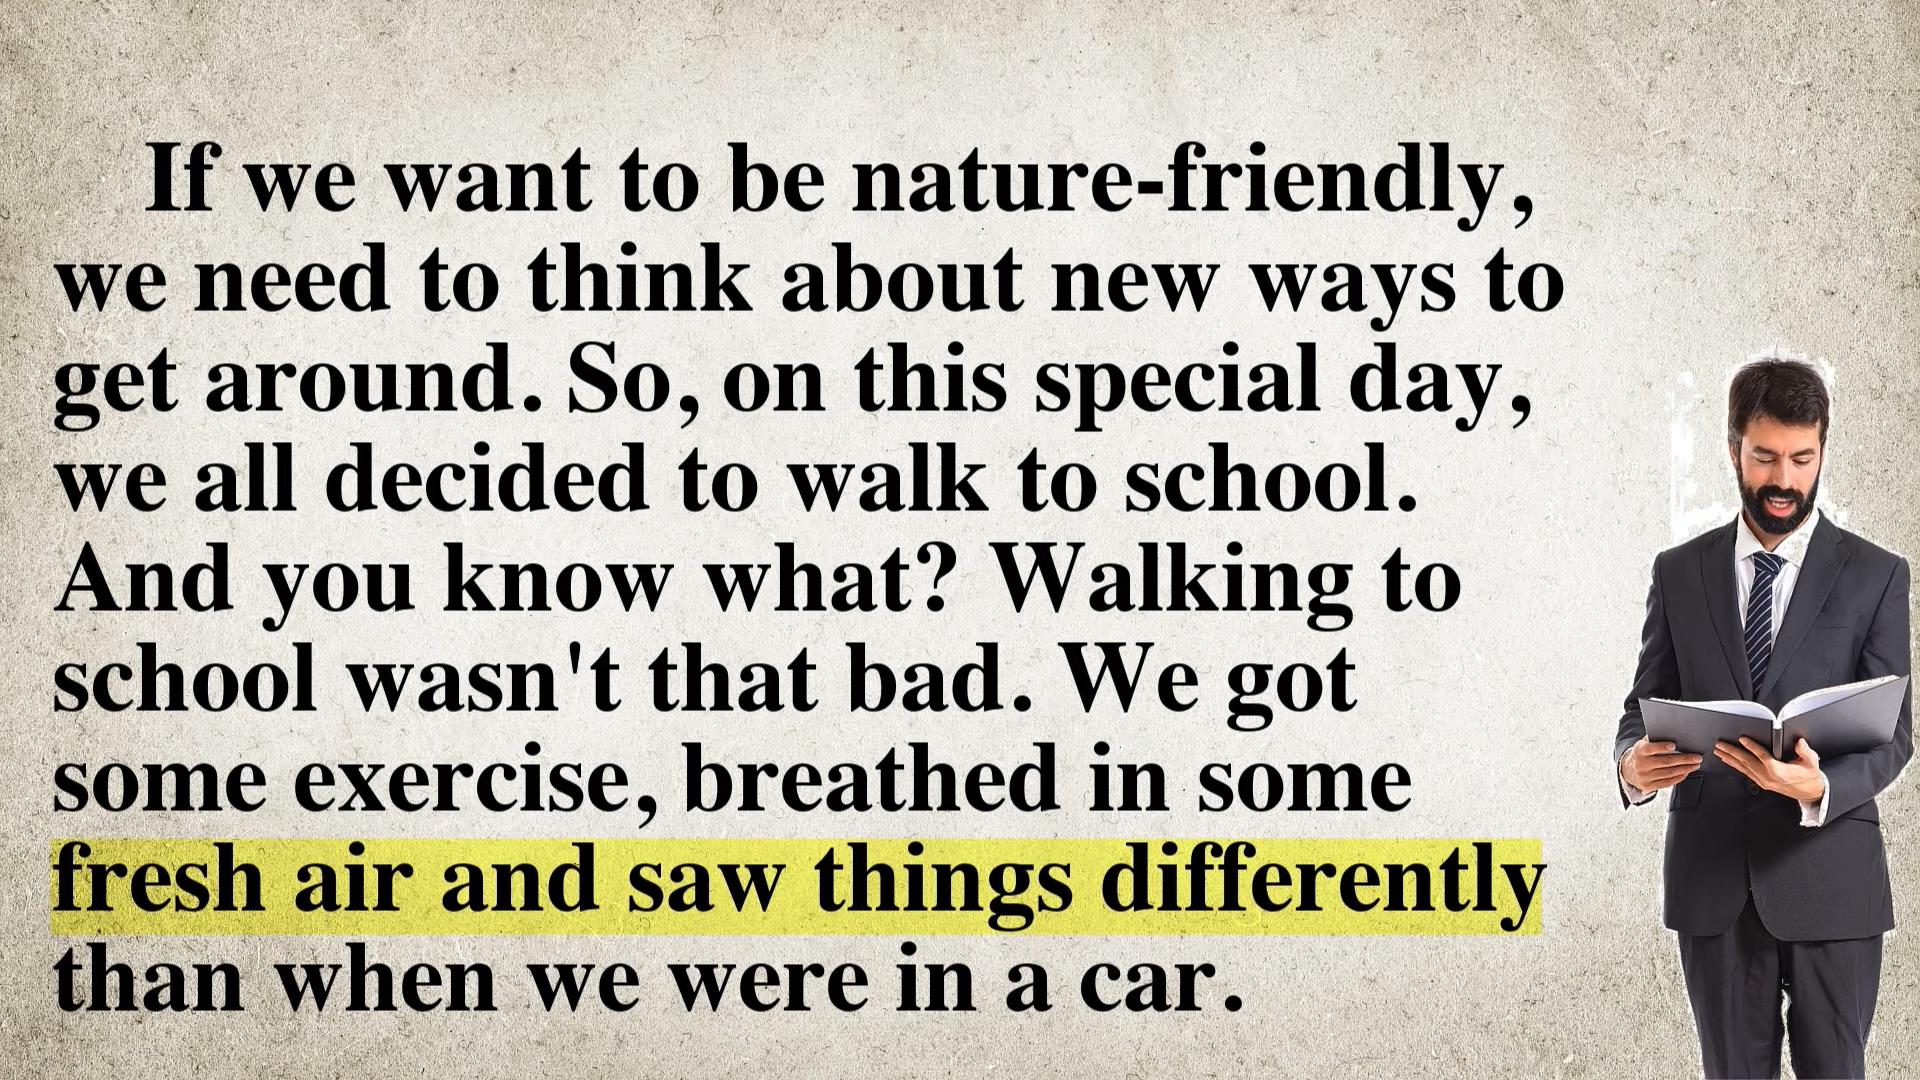 If we want to be nature-friendly,
we need to think about new ways to
get around. So, on this special day,
we all decided to walk to school.
And you know what? Walking to
school wasn't that bad. We got
some exercise, breathed in some
fresh air and saw things differently
than when we were in a car.